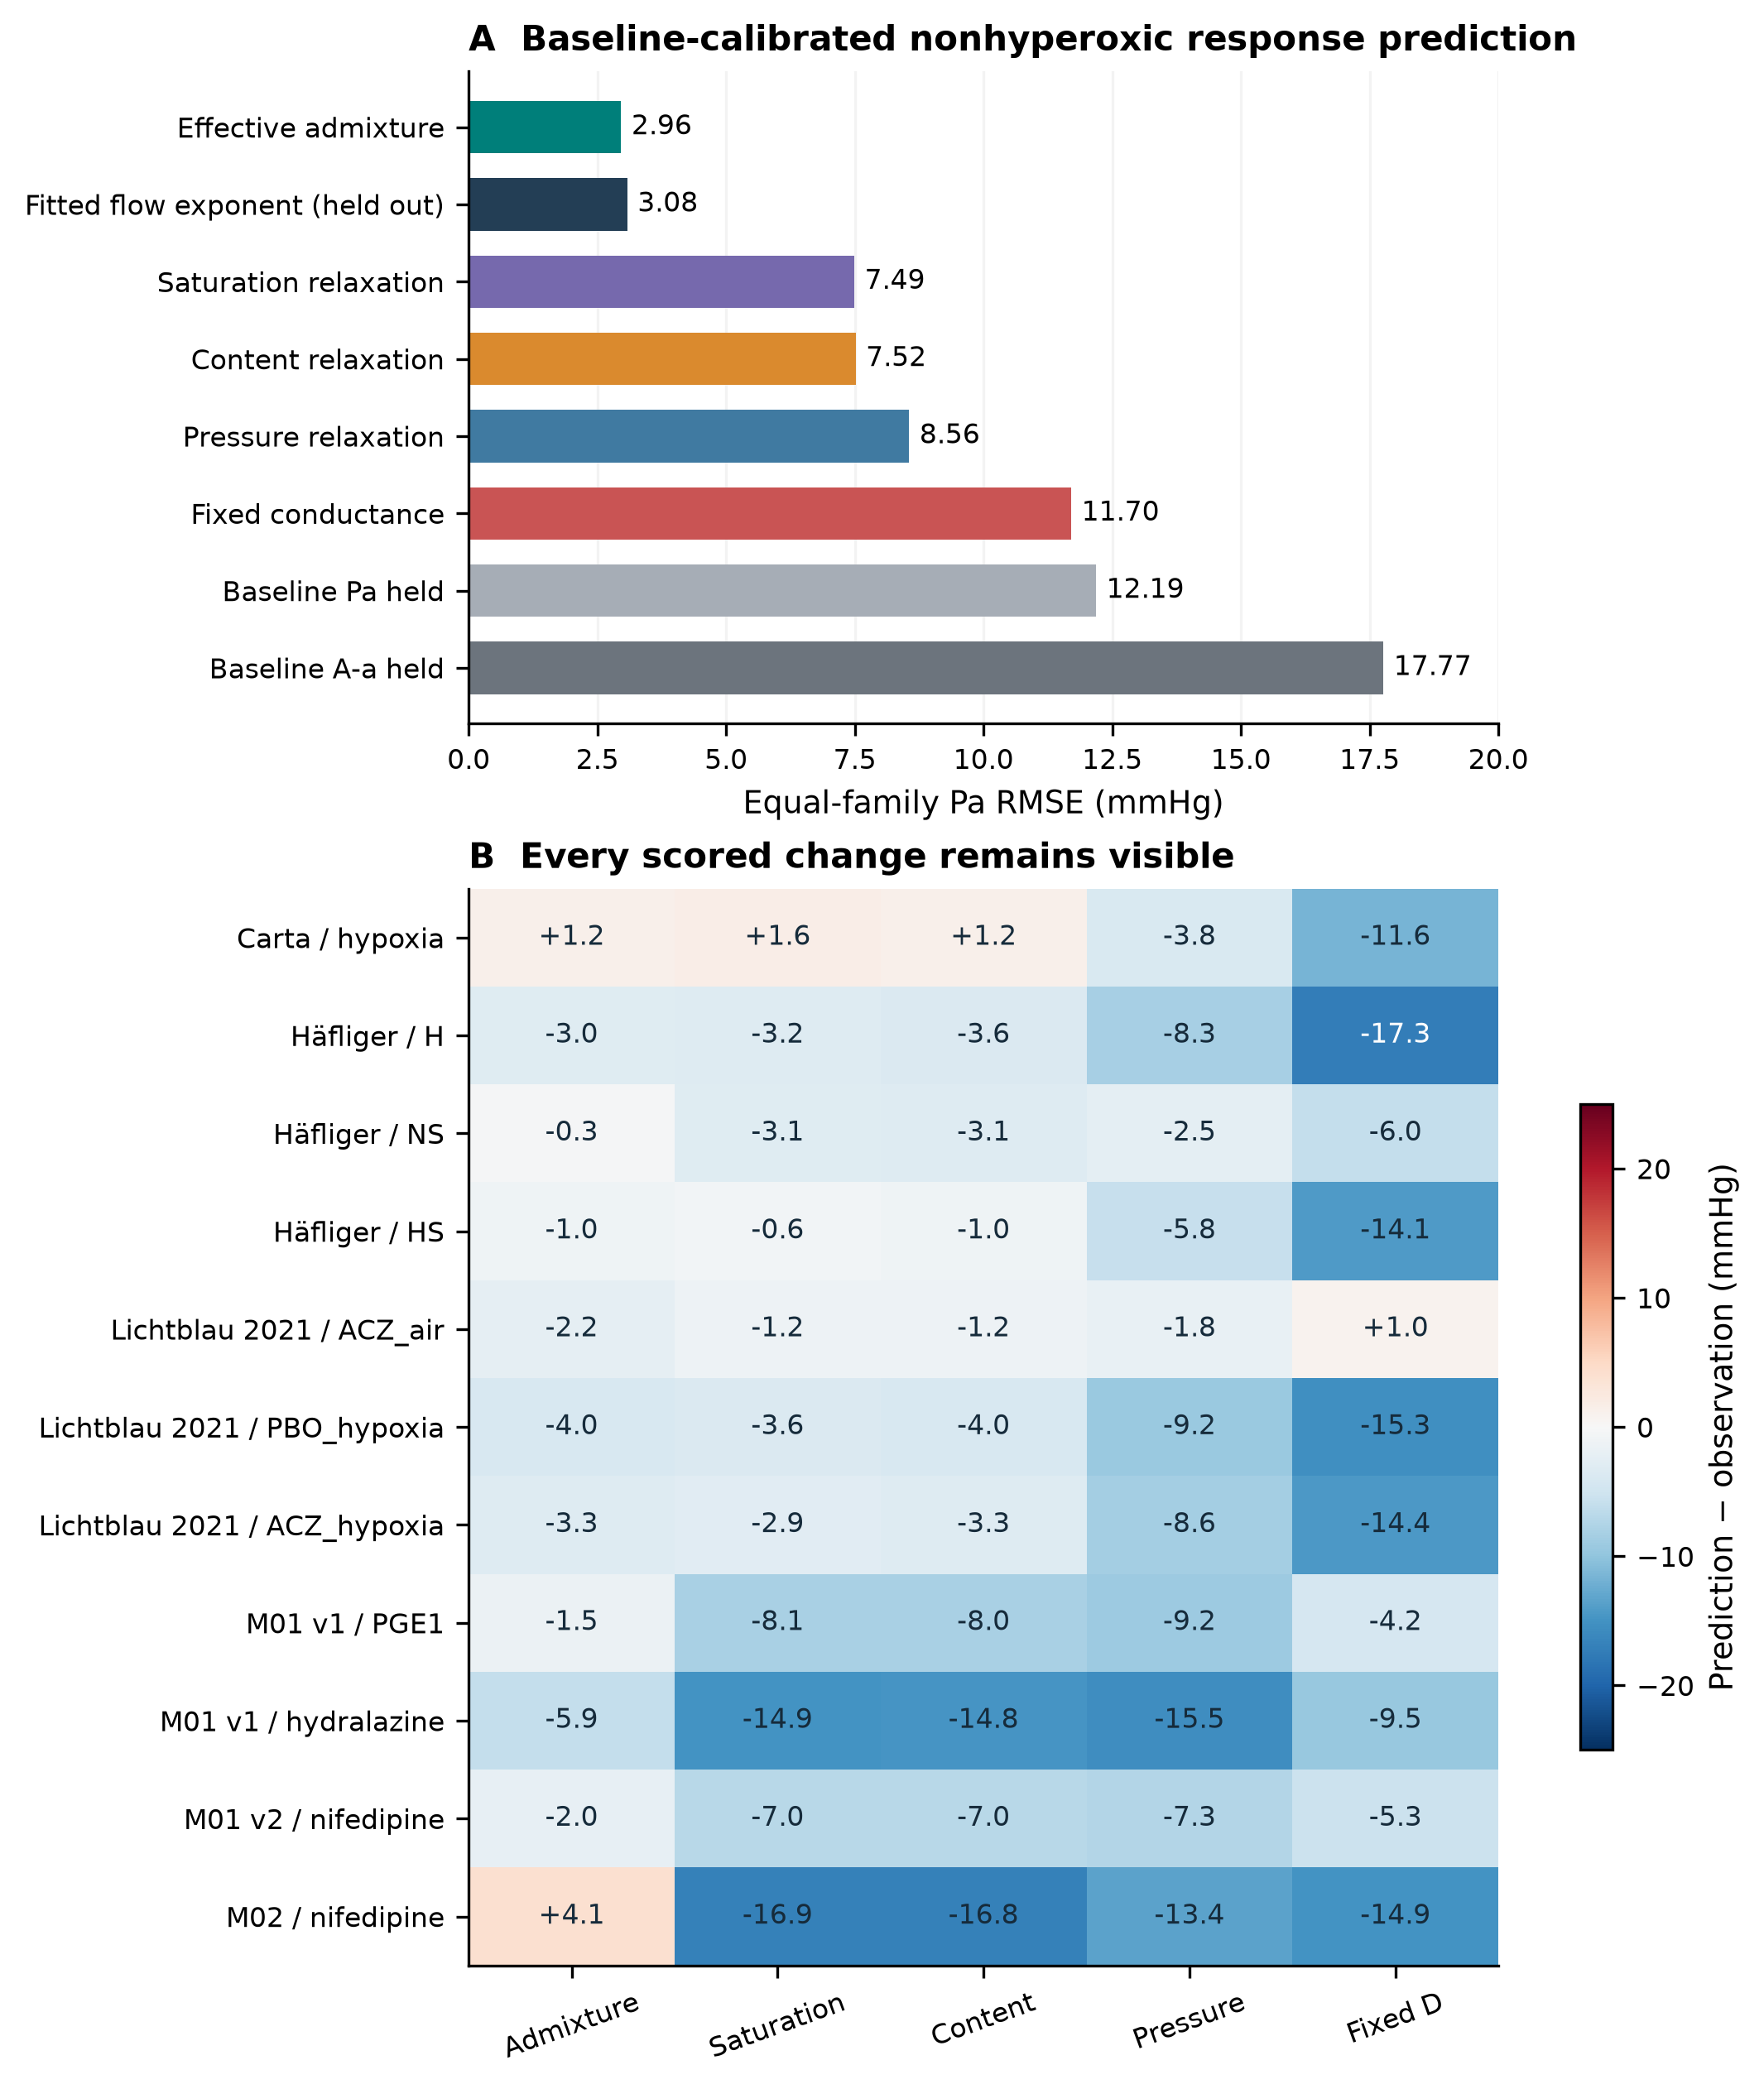 A Baseline-calibrated nonhyperoxic response prediction
Effective admixture 2.96
Fitted flow exponent (held out) 3.08
Saturation relaxation 7.49
Content relaxation 7.52
Pressure relaxation 8.56
Fixed conductance 11.70
Baseline Pa held 12.19
Baseline A-a held 17.77
0.0 2.5 5.0 7.5 10.0 12.5 15.0 17.5 20.0
Equal-family Pa RMSE (mmHg)
B Every scored change remains visible
Carta / hypoxia +1.2 +1.6 +1.2 -3.8 -11.6
Häfliger / H -3.0 -3.2 -3.6 -8.3 -17.3
Häfliger / NS -0.3 -3.1 -3.1 -2.5 -6.0
Häfliger / HS -1.0 -0.6 -1.0 -5.8 -14.1
Lichtblau 2021 / ACZ_air -2.2 -1.2 -1.2 -1.8 +1.0
Lichtblau 2021 / PBO_hypoxia -4.0 -3.6 -4.0 -9.2 -15.3
Lichtblau 2021 / ACZ_hypoxia -3.3 -2.9 -3.3 -8.6 -14.4
M01 v1 / PGE1 -1.5 -8.1 -8.0 -9.2 -4.2
M01 v1 / hydralazine -5.9 -14.9 -14.8 -15.5 -9.5
M01 v2 / nifedipine -2.0 -7.0 -7.0 -7.3 -5.3
M02 / nifedipine +4.1 -16.9 -16.8 -13.4 -14.9
Admixture Saturation Content Pressure Fixed D
20
10
0
−10
−20
Prediction − observation (mmHg)